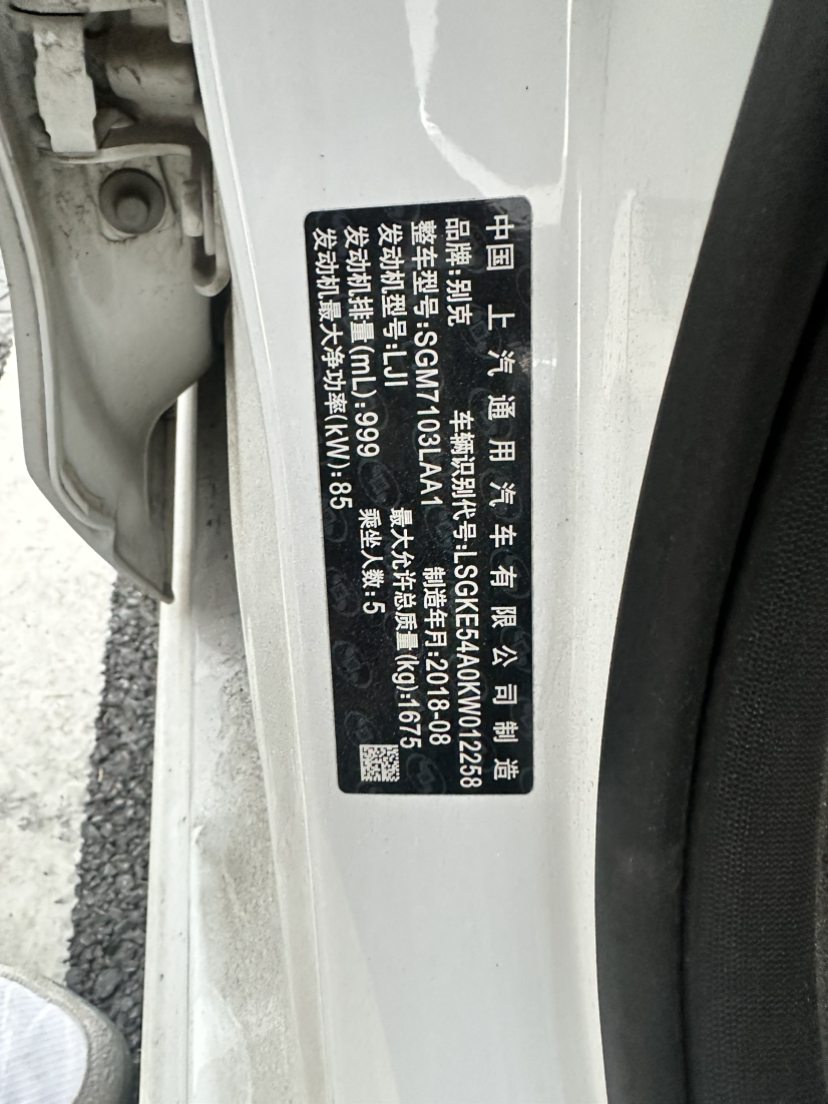 中国 上汽通用汽车有限公司制造
品牌:别克 车辆识别代号:LSGKE54A0KW012258
整车型号:SGM7103LAA1 制造年月:2018-08
发动机型号:LJI 最大允许总质量(kg):1675
发动机排量(mL):999 乘坐人数:5
发动机最大净功率(kW):85